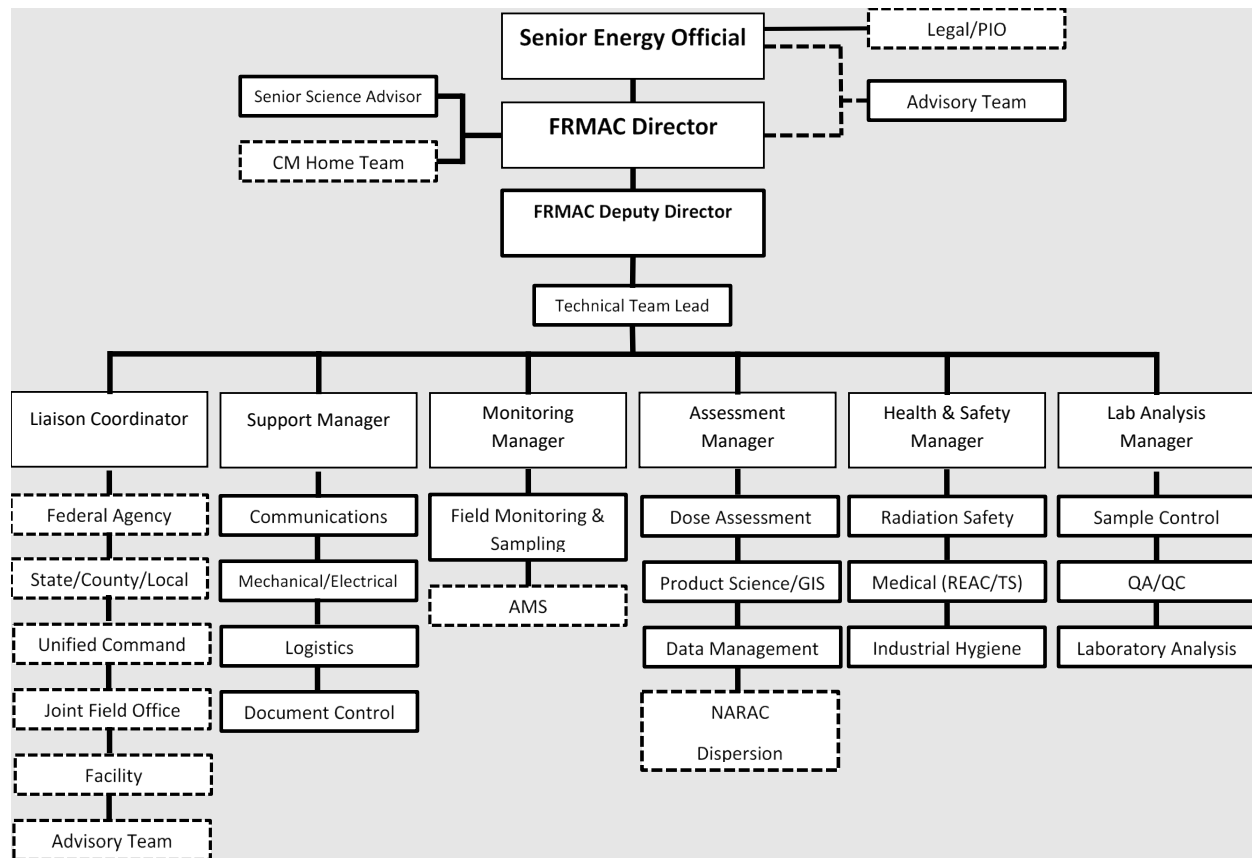 Senior Energy Official
Legal/PIO
Senior Science Advisor
Advisory Team
FRMAC Director
CM Home Team
FRMAC Deputy Director
Technical Team Lead
Liaison Coordinator
Federal Agency
State/County/Local
Unified Command
Joint Field Office
Facility
Advisory Team
Support Manager
Communications
Mechanical/Electrical
Logistics
Document Control
Monitoring
Manager
Field Monitoring &
Sampling
AMS
Assessment
Manager
Dose Assessment
Product Science/GIS
Data Management
NARAC
Dispersion
Health & Safety
Manager
Radiation Safety
Medical (REAC/TS)
Industrial Hygiene
Lab Analysis
Manager
Sample Control
QA/QC
Laboratory Analysis